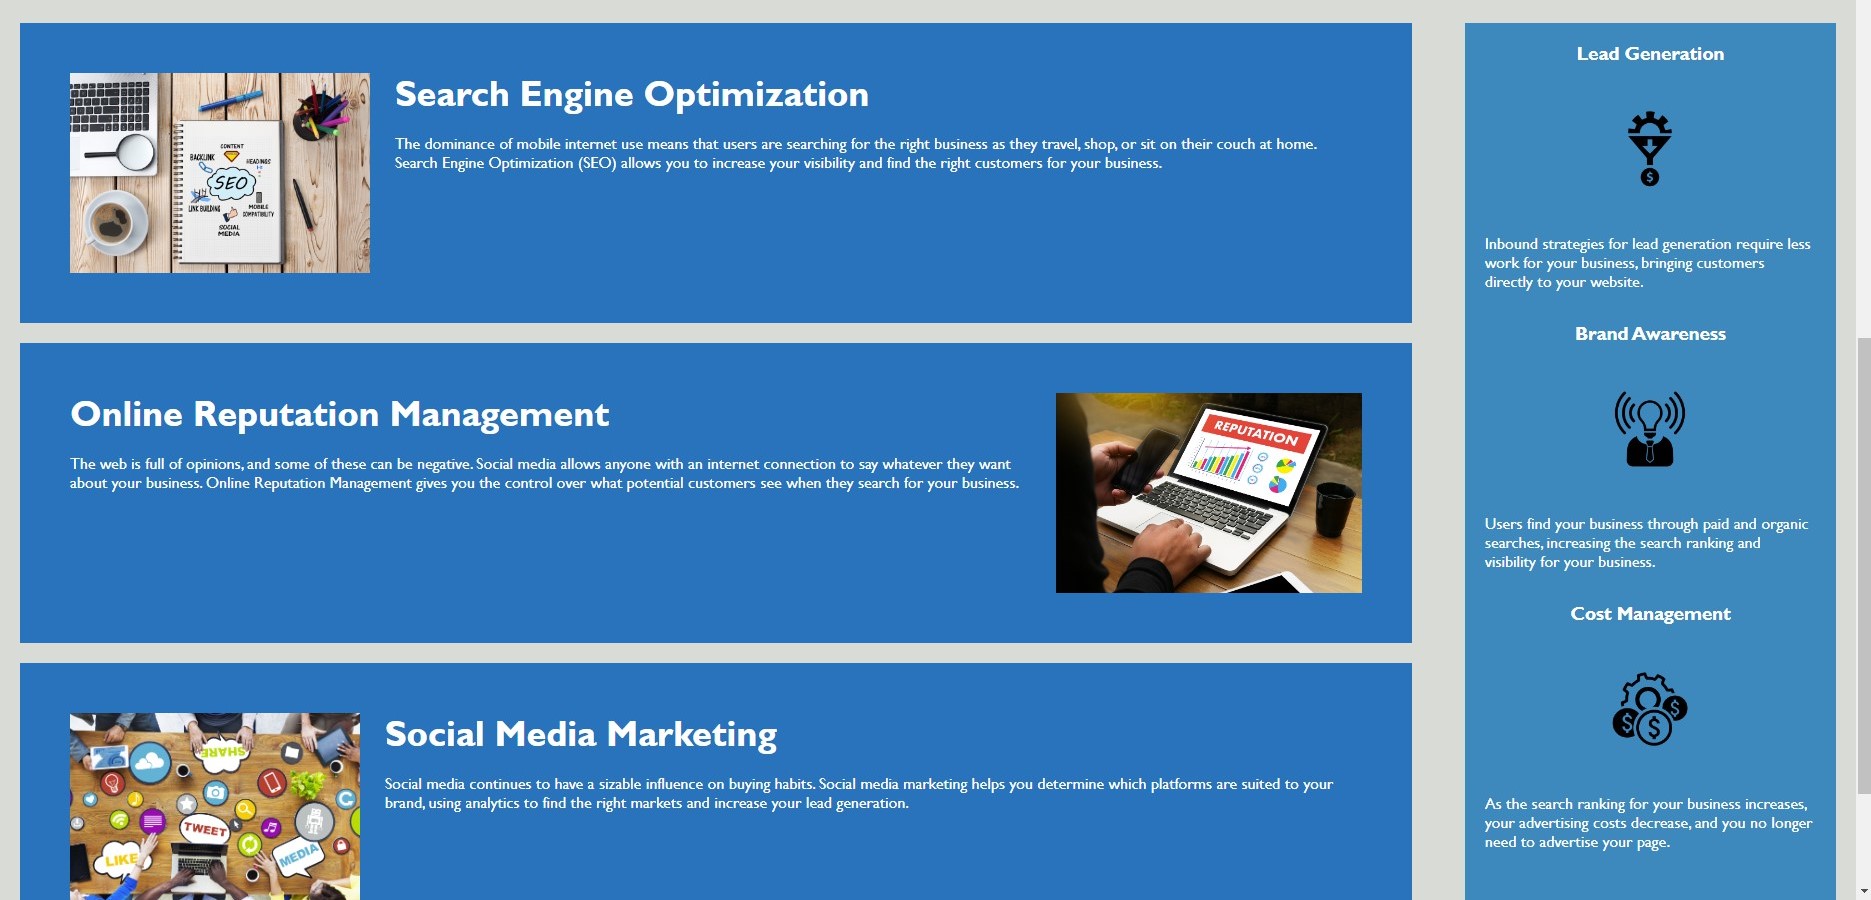 Search Engine Optimization
The dominance of mobile internet use means that users are searching for the right business as they travel, shop, or sit on their couch at home.
Search Engine Optimization (SEO) allows you to increase your visibility and find the right customers for your business.
CONTENT
BACKLINK
HEADINGS
SEO
LINK BUILDING
MOBILE
COMPATIBILITY
SOCIAL
MEDIA
Online Reputation Management
The web is full of opinions, and some of these can be negative. Social media allows anyone with an internet connection to say whatever they want
about your business. Online Reputation Management gives you the control over what potential customers see when they search for your business.
REPUTATION
Social Media Marketing
Social media continues to have a sizable influence on buying habits. Social media marketing helps you determine which platforms are suited to your
brand, using analytics to find the right markets and increase your lead generation.
SHARE
TWEET
LIKE
MEDIA
Lead Generation
$
Inbound strategies for lead generation require less
work for your business, bringing customers
directly to your website.
Brand Awareness
Users find your business through paid and organic
searches, increasing the search ranking and
visibility for your business.
Cost Management
$ $ $
As the search ranking for your business increases,
your advertising costs decrease, and you no longer
need to advertise your page.